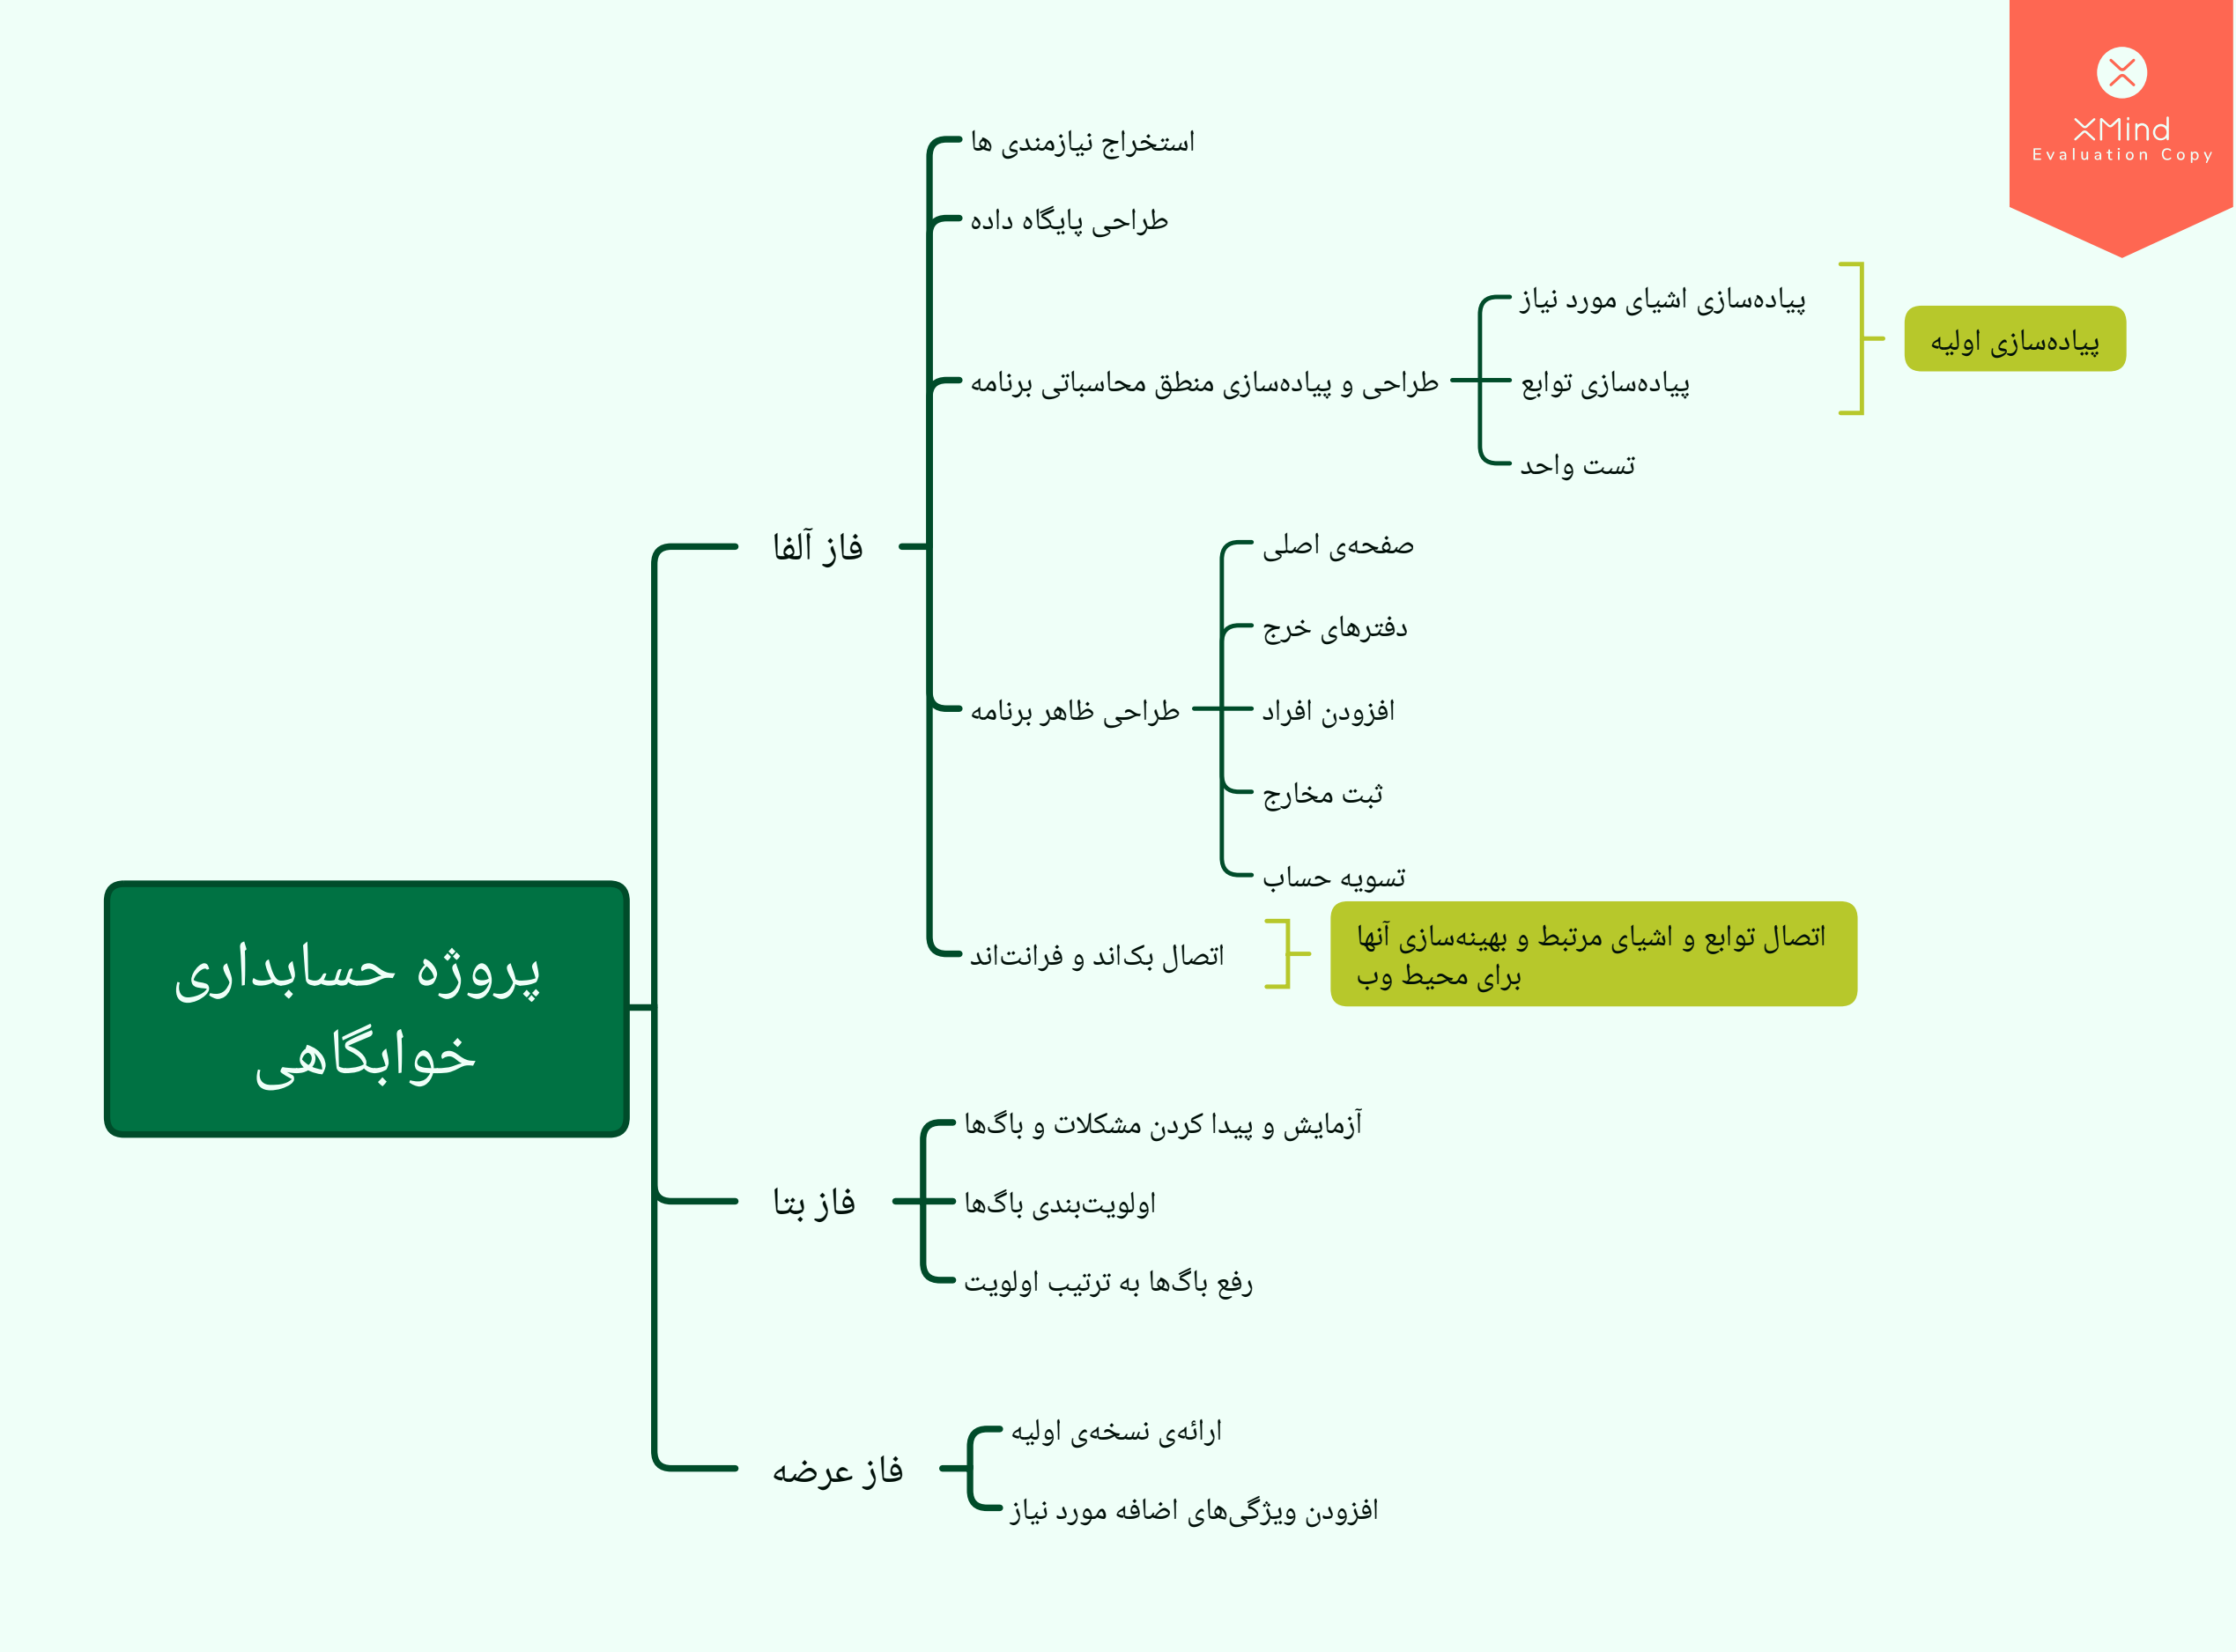 XMind
Evaluation Copy
پروژه حسابداری
خوابگاهی
فاز آلفا
استخراج نیازمندی ها
طراحی پایگاه داده
طراحی و پیاده‌سازی منطق محاسباتی برنامه
پیاده‌سازی اشیای مورد نیاز
پیاده‌سازی توابع
تست واحد
پیاده‌سازی اولیه
طراحی ظاهر برنامه
صفحه‌ی اصلی
دفترهای خرج
افزودن افراد
ثبت مخارج
تسویه حساب
اتصال بک‌اند و فرانت‌اند
اتصال توابع و اشیای مرتبط و بهینه‌سازی آنها
برای محیط وب
فاز بتا
آزمایش و پیدا کردن مشکلات و باگ‌ها
اولویت‌بندی باگ‌ها
رفع باگ‌ها به ترتیب اولویت
فاز عرضه
ارائه‌ی نسخه‌ی اولیه
افزودن ویژگی‌های اضافه مورد نیاز